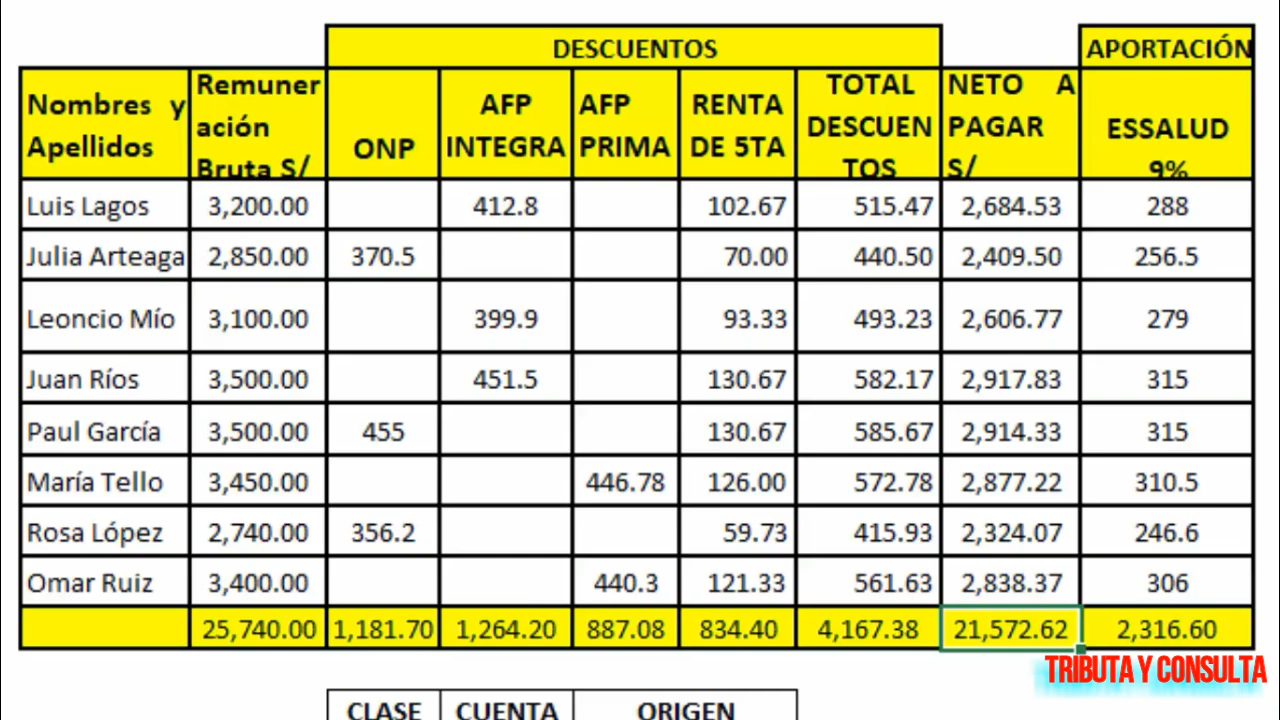 DESCUENTOS APORTACIÓN
Nombres y Apellidos Remuneración Bruta S/ ONP AFP INTEGRA AFP PRIMA RENTA DE 5TA TOTAL DESCUENTOS NETO A PAGAR S/ ESSALUD 9%
Luis Lagos 3,200.00 412.8 102.67 515.47 2,684.53 288
Julia Arteaga 2,850.00 370.5 70.00 440.50 2,409.50 256.5
Leoncio Mío 3,100.00 399.9 93.33 493.23 2,606.77 279
Juan Ríos 3,500.00 451.5 130.67 582.17 2,917.83 315
Paul García 3,500.00 455 130.67 585.67 2,914.33 315
María Tello 3,450.00 446.78 126.00 572.78 2,877.22 310.5
Rosa López 2,740.00 356.2 59.73 415.93 2,324.07 246.6
Omar Ruiz 3,400.00 440.3 121.33 561.63 2,838.37 306
25,740.00 1,181.70 1,264.20 887.08 834.40 4,167.38 21,572.62 2,316.60
TRIBUTA Y CONSULTA
CLASE CUENTA ORIGEN